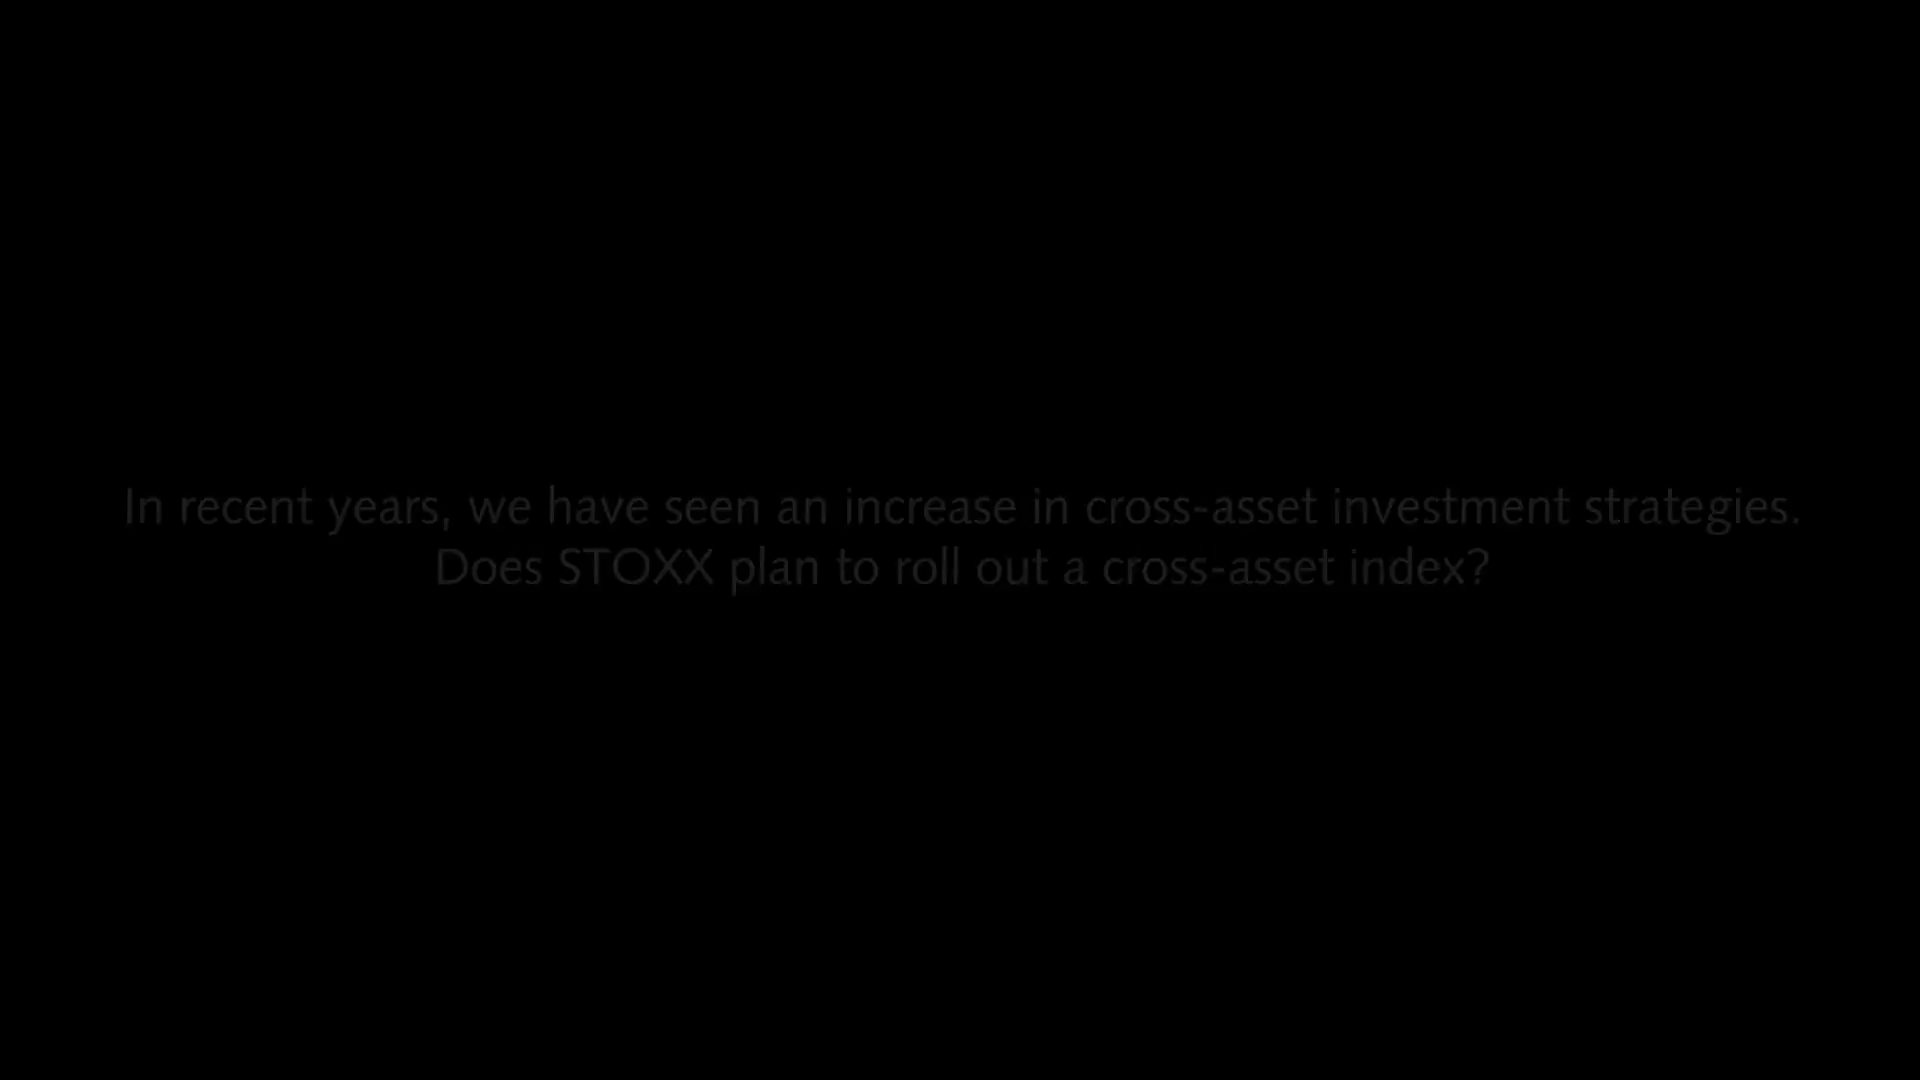 In recent years, we have seen an increase in cross-asset investment strategies.
Does STOXX plan to roll out a cross-asset index?